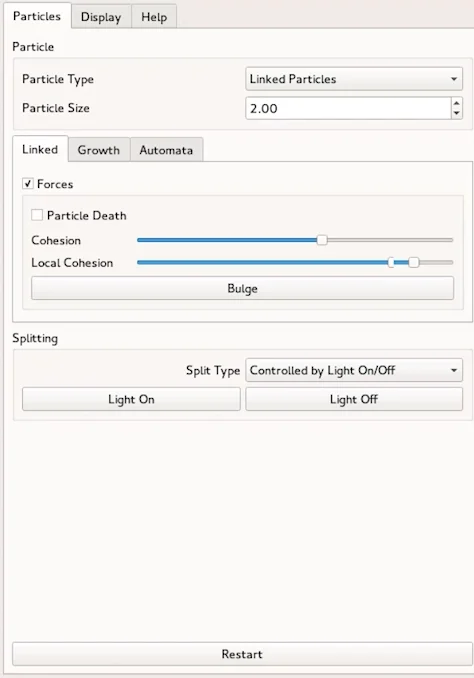 Particles Display Help
Particle
Particle Type Linked Particles
Particle Size 2.00
Linked Growth Automata
Forces
Particle Death
Cohesion
Local Cohesion
Bulge
Splitting
Split Type Controlled by Light On/Off
Light On Light Off
Restart